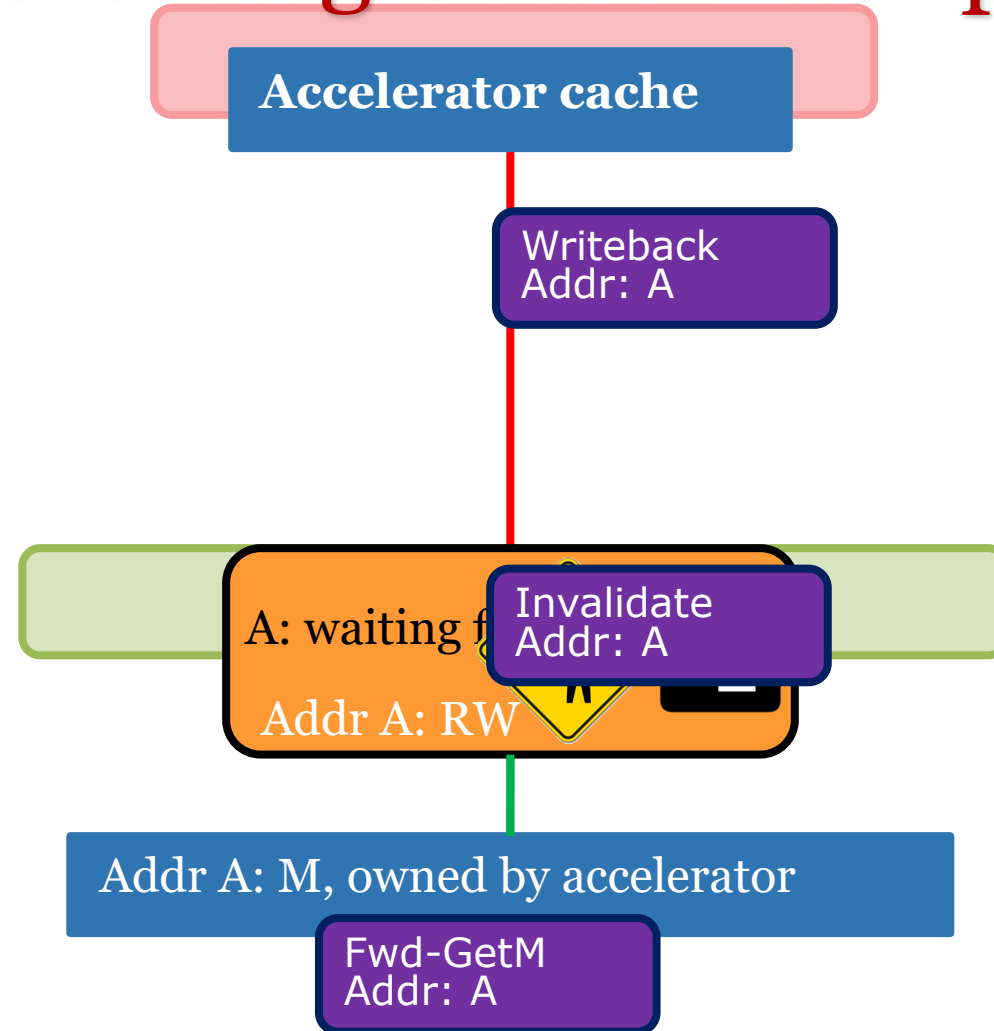 Accelerator cache
Writeback
Addr: A
Invalidate
Addr: A
A: waiting
Addr A: RW
Addr A: M, owned by accelerator
Fwd-GetM
Addr: A